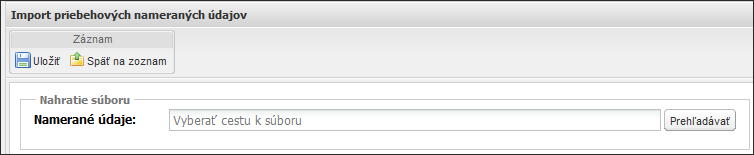 Import priebehových nameraných údajov
Záznam
Uložiť Späť na zoznam
Nahratie súboru
Namerané údaje: Vyberať cestu k súboru Prehľadávať